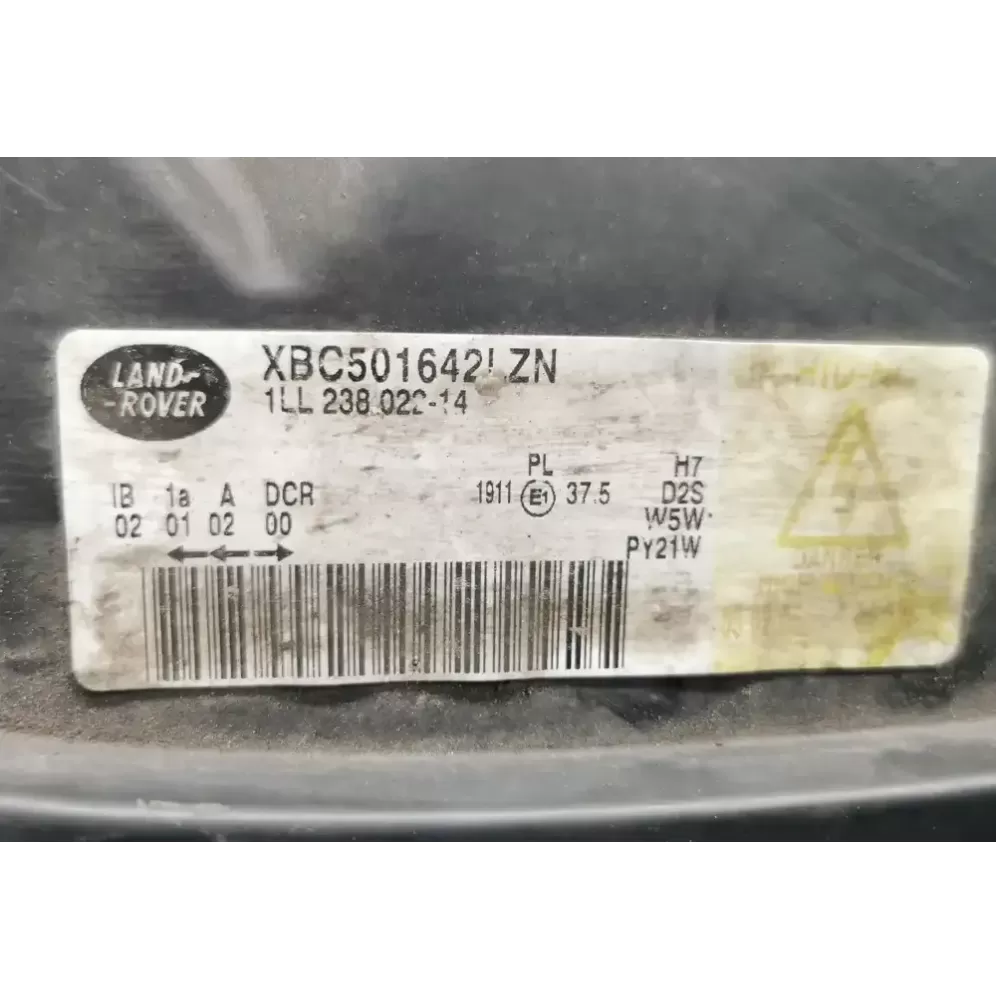 LAND-
-ROVER
XBC501642LZN
1LL 238 022-14
IB 1a A DCR
02 01 02 00
PL
1911 E1 37.5
H7
D2S
W5W
PY21W